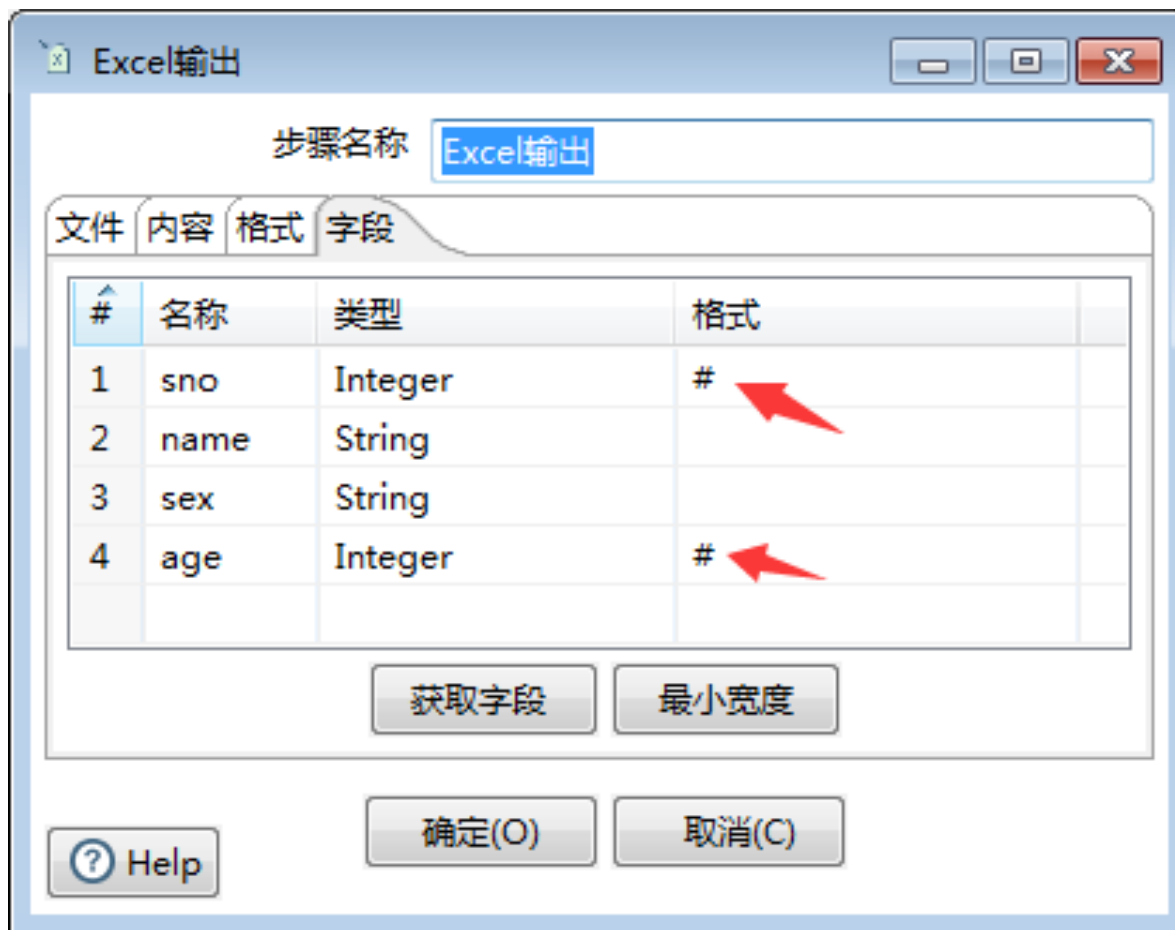 Excel输出
步骤名称 Excel输出
文件 内容 格式 字段
# 名称 类型 格式
1 sno Integer #
2 name String
3 sex String
4 age Integer #
获取字段 最小宽度
确定(O) 取消(C)
? Help